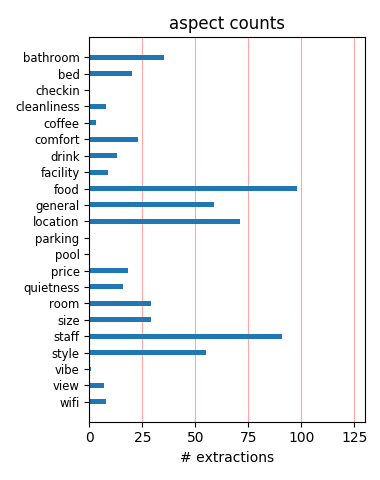 aspect counts
bathroom
bed
checkin
cleanliness
coffee
comfort
drink
facility
food
general
location
parking
pool
price
quietness
room
size
staff
style
vibe
view
wifi
0 25 50 75 100 125
# extractions